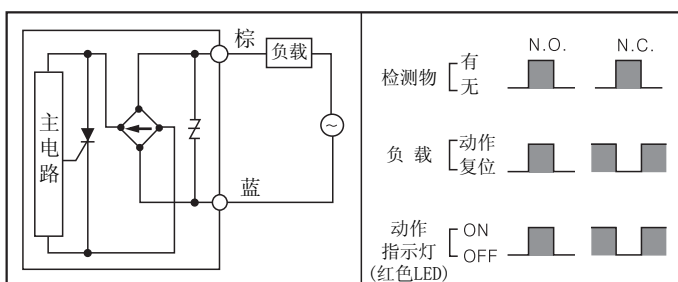 棕
负载
~
主电路
蓝
N.O. N.C.
检测物 有
无
负 载 动作
复位
动作 ON
指示灯 OFF
(红色LED)